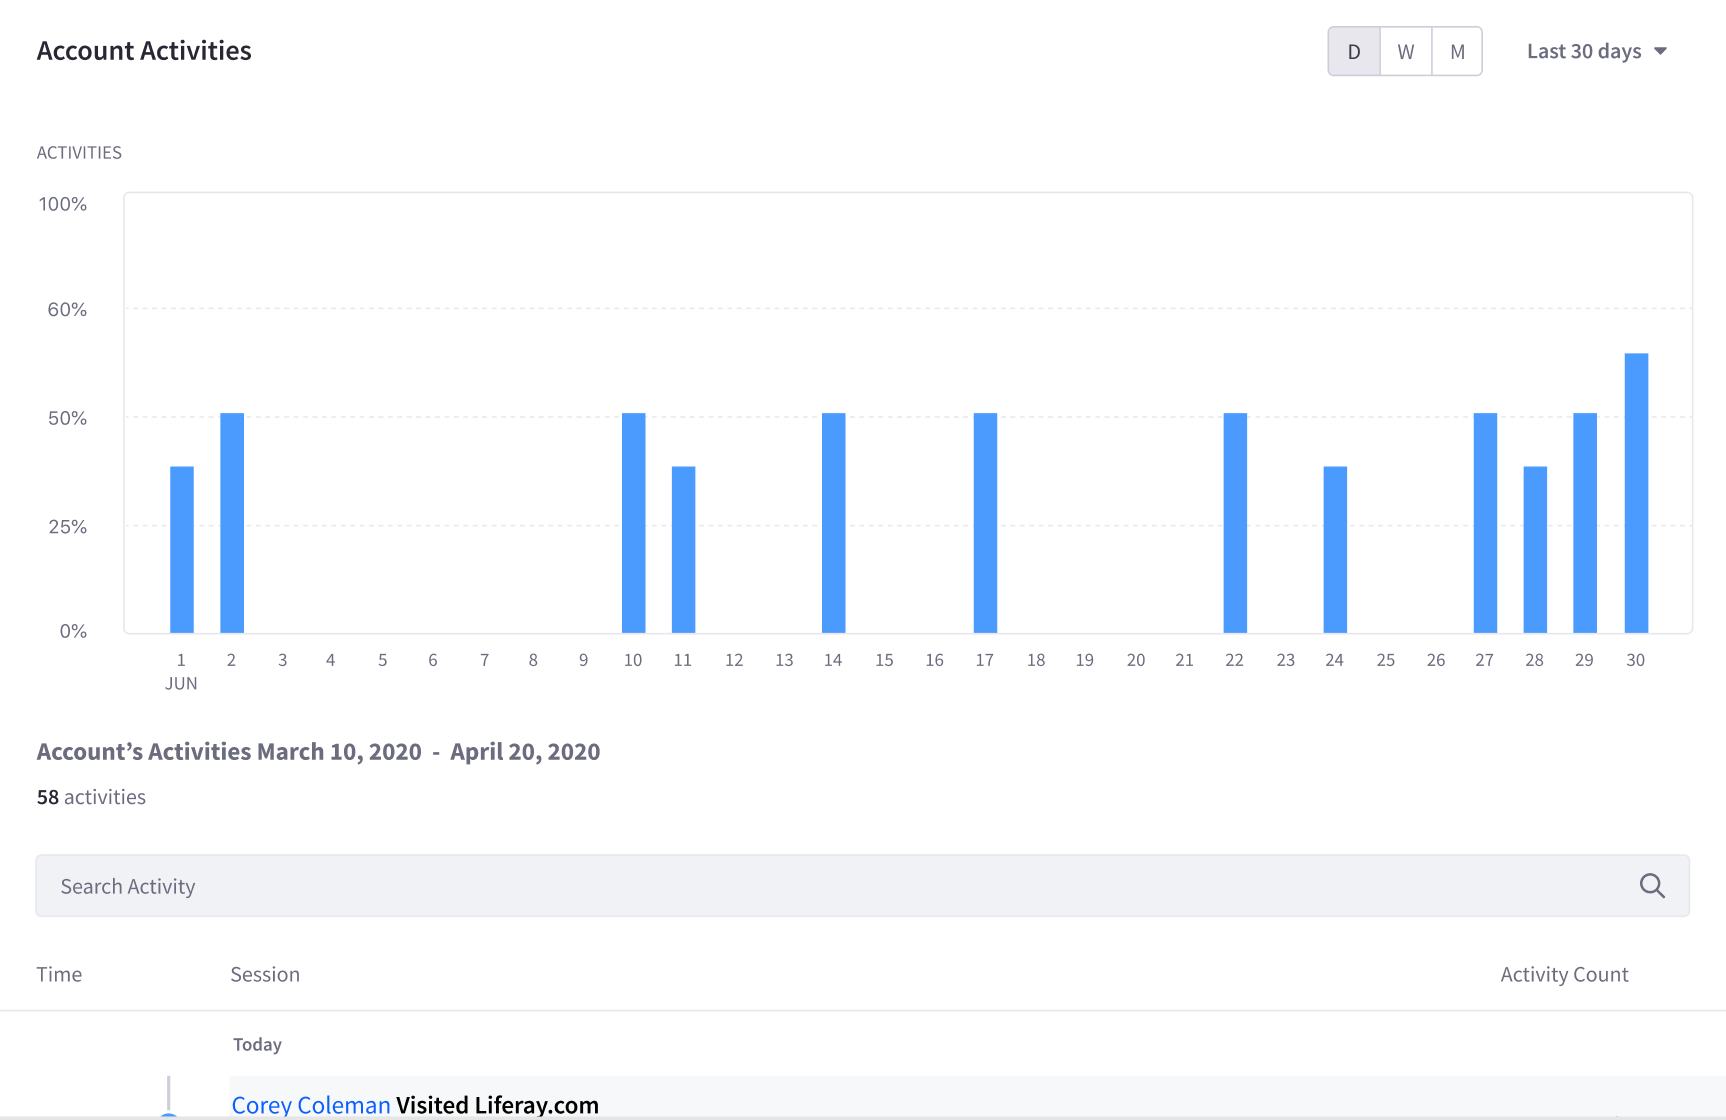 Account Activities
D W M Last 30 days
ACTIVITIES
100%
60%
50%
25%
0%
1 2 3 4 5 6 7 8 9 10 11 12 13 14 15 16 17 18 19 20 21 22 23 24 25 26 27 28 29 30
JUN
Account’s Activities March 10, 2020 - April 20, 2020
58 activities
Search Activity
Time Session Activity Count
Today
Corey Coleman Visited Liferay.com